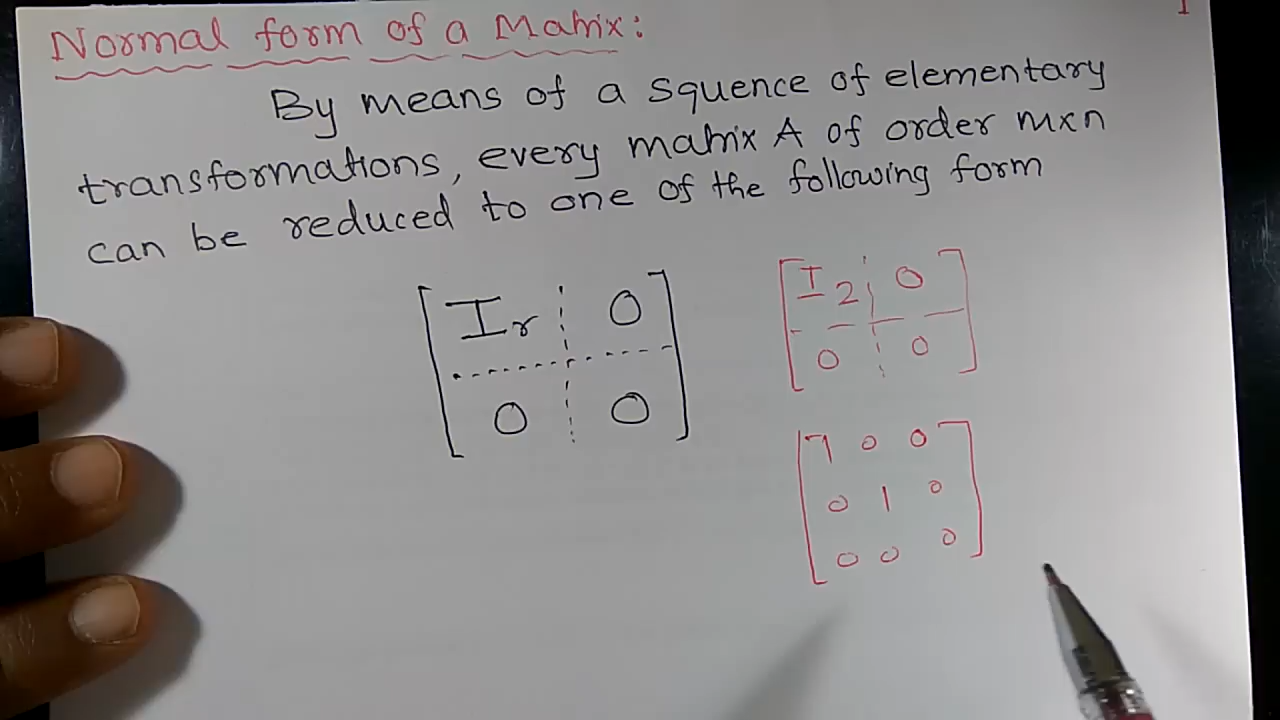 1
Normal form of a Matrix:
By means of a squence of elementary
transformations, every matrix A of order mxn
can be reduced to one of the following form
[ Ir 0
0 0 ]
[ I2 0
0 0 ]
[ 1 0 0
0 1 0
0 0 0 ]